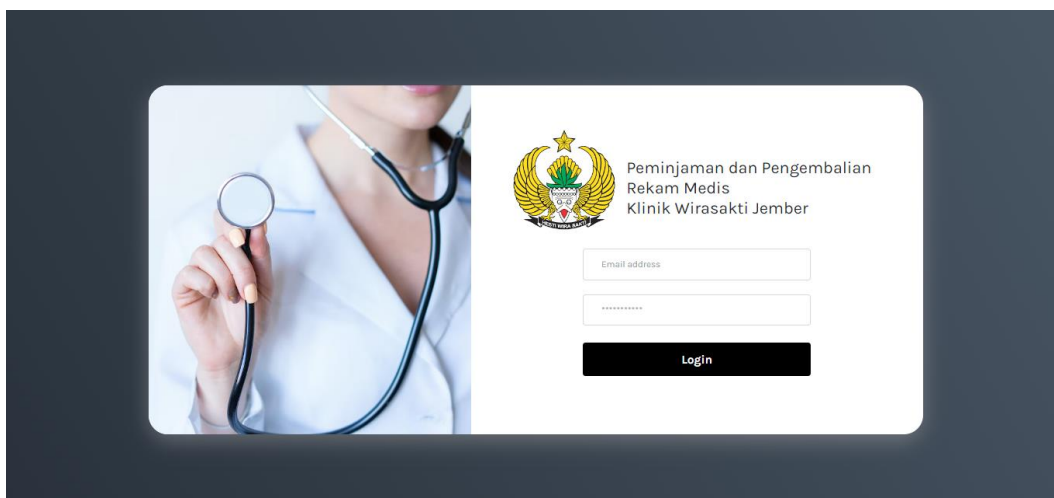 Peminjaman dan Pengembalian
Rekam Medis
Klinik Wirasakti Jember
Email address
***********
Login